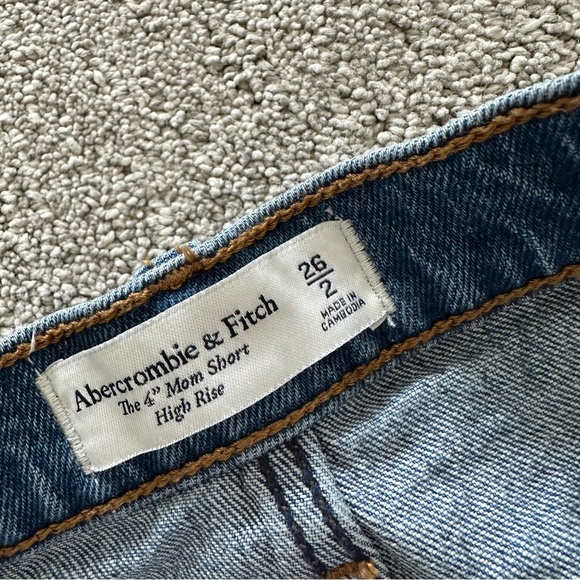 Abercrombie & Fitch
The 4" Mom Short
High Rise
26
2
MADE IN
CAMBODIA